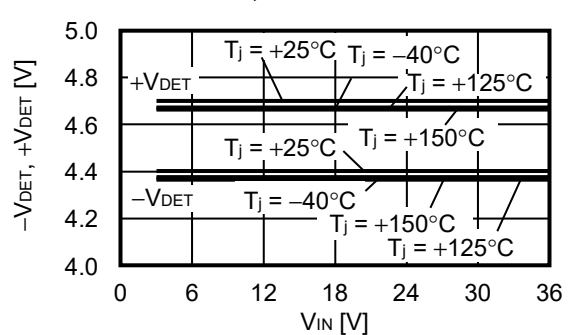 −VDET, +VDET [V]
5.0
4.8
4.6
4.4
4.2
4.0
Tj = +25°C
Tj = −40°C
+VDET
Tj = +125°C
Tj = +150°C
Tj = +25°C
−VDET
Tj = −40°C
Tj = +150°C
Tj = +125°C
0 6 12 18 24 30 36
VIN [V]